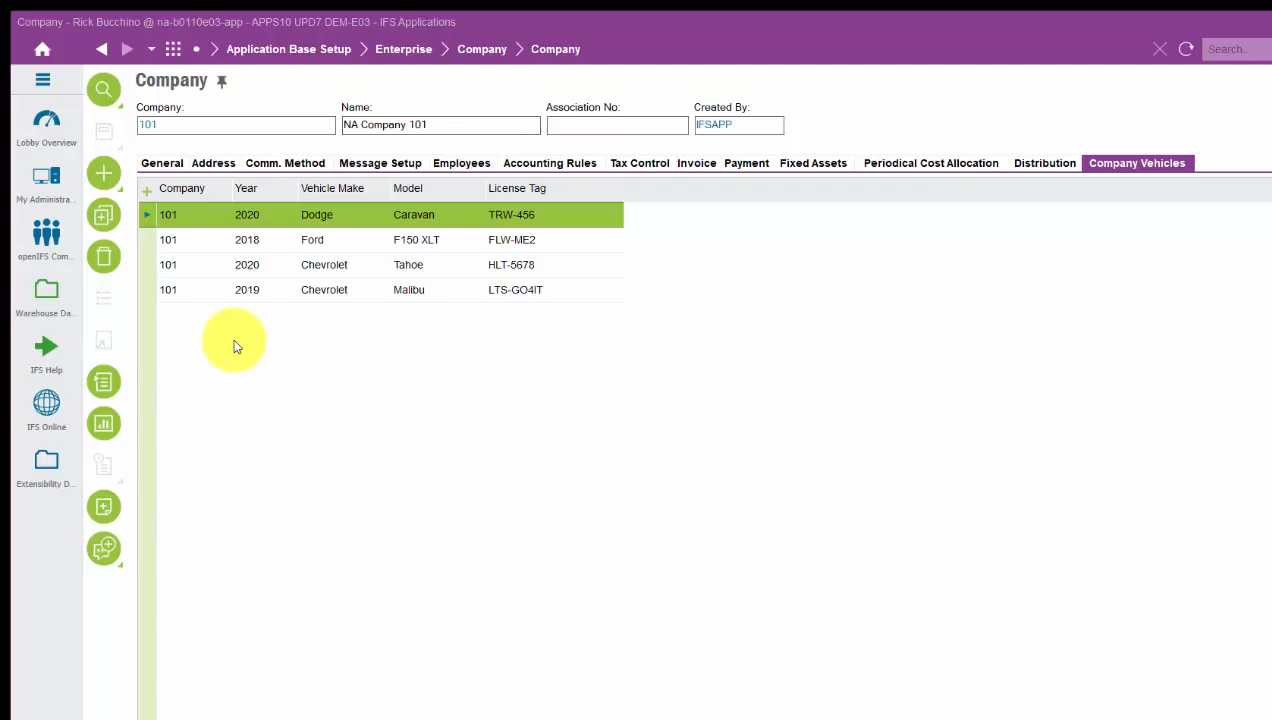 Company - Rick Bucchino @ na-b0110e03-app - APPS10 UPD7 DEM-E03 - IFS Applications
Application Base Setup Enterprise Company Company
Search...
Company
Company: Name: Association No: Created By:
101 NA Company 101 IFSAPP
General Address Comm. Method Message Setup Employees Accounting Rules Tax Control Invoice Payment Fixed Assets Periodical Cost Allocation Distribution Company Vehicles
Company Year Vehicle Make Model License Tag
101 2020 Dodge Caravan TRW-456
101 2018 Ford F150 XLT FLW-ME2
101 2020 Chevrolet Tahoe HLT-5678
101 2019 Chevrolet Malibu LTS-GO4IT
Lobby Overview
My Administra...
openIFS Com...
Warehouse Da...
IFS Help
IFS Online
Extensibility D...